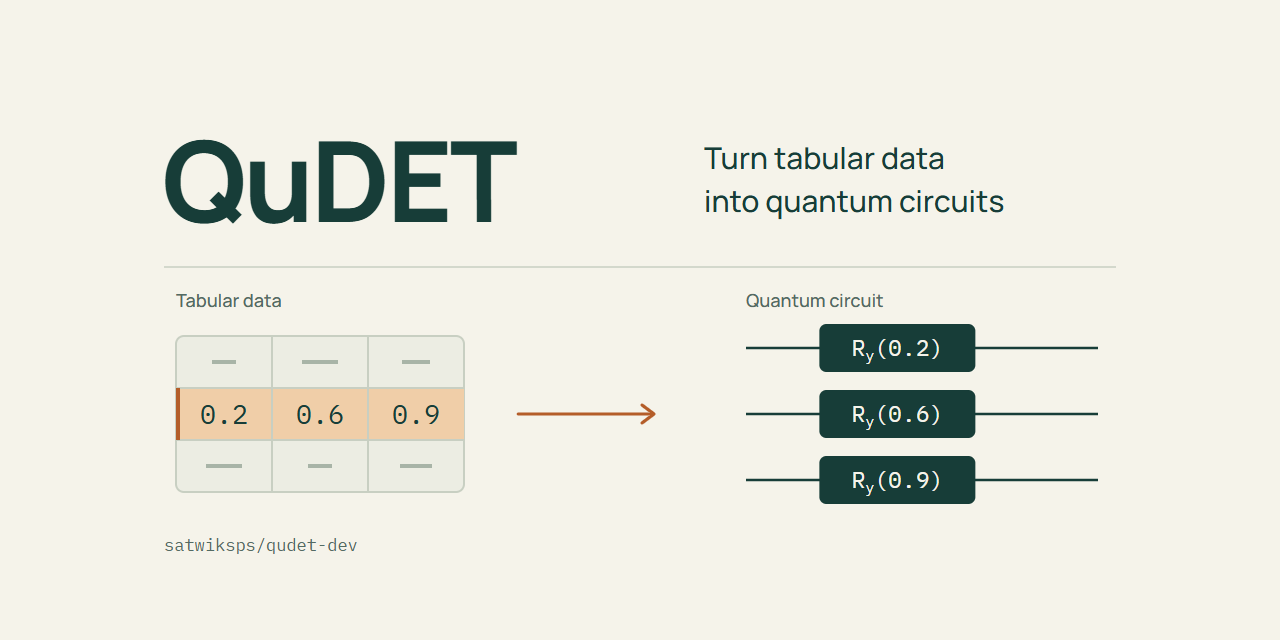 QuDET
Turn tabular data
into quantum circuits
Tabular data
0.2 0.6 0.9
Quantum circuit
Ry(0.2)
Ry(0.6)
Ry(0.9)
satwiksps/qudet-dev